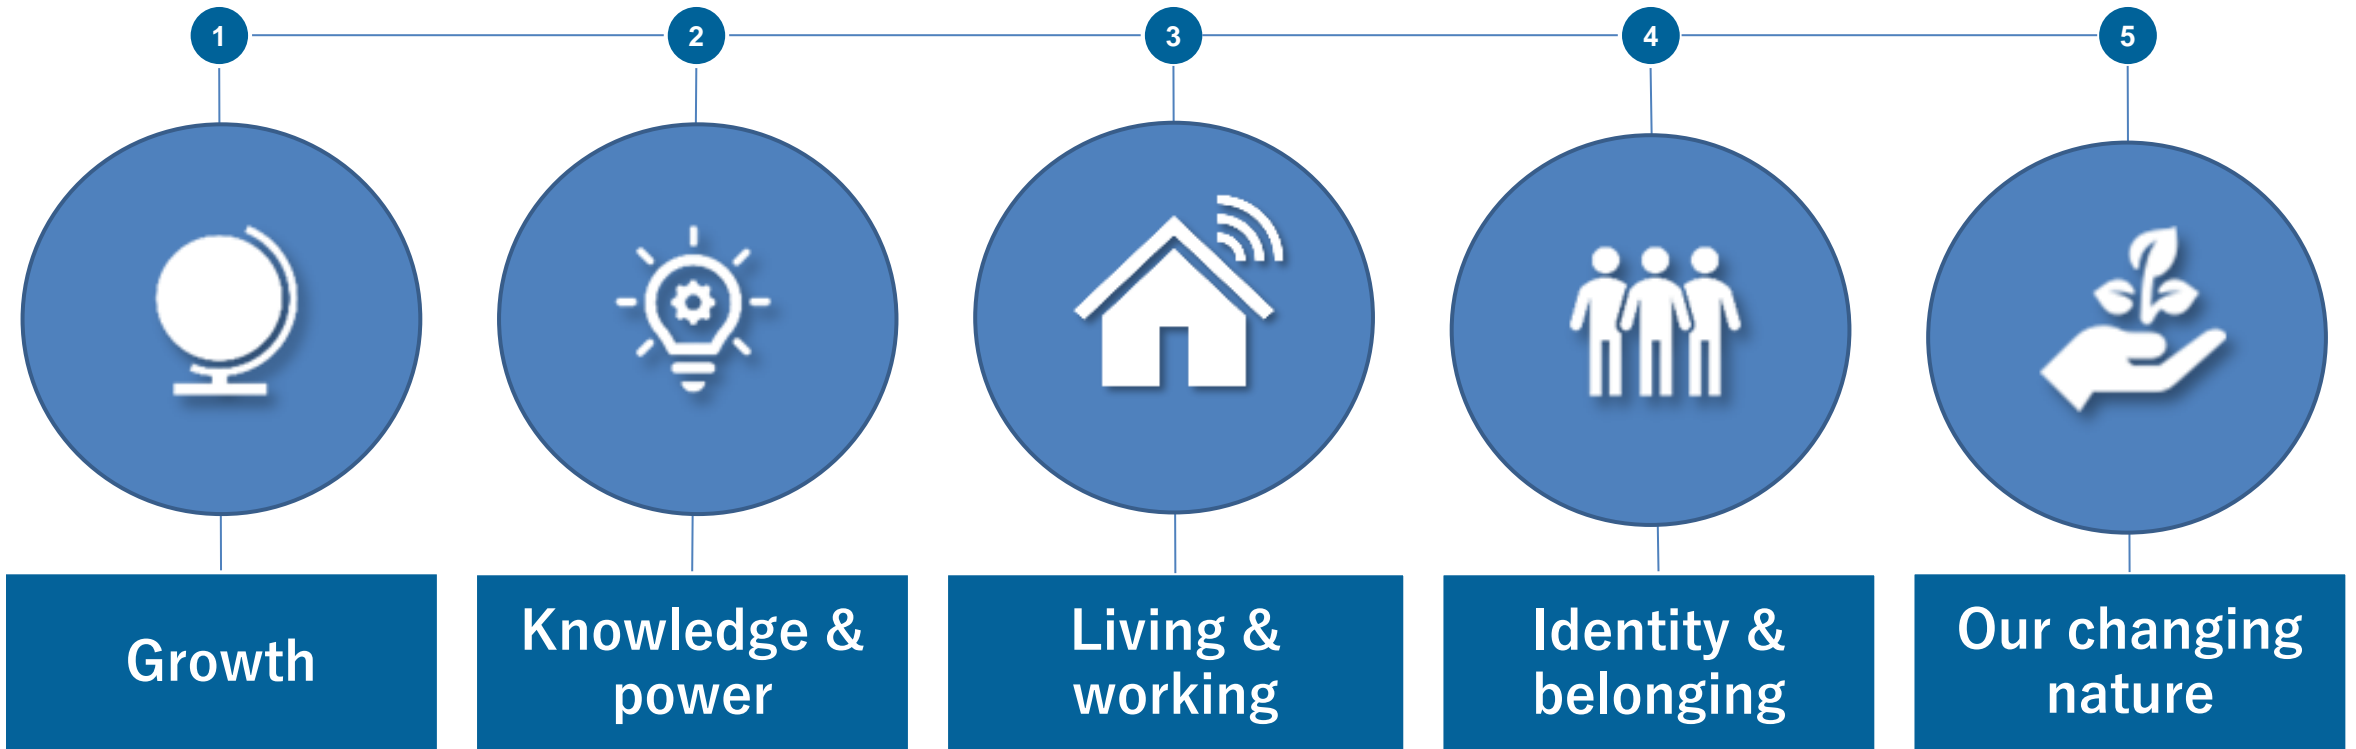 1
2
3
4
5
Growth
Knowledge &
power
Living &
working
Identity &
belonging
Our changing
nature